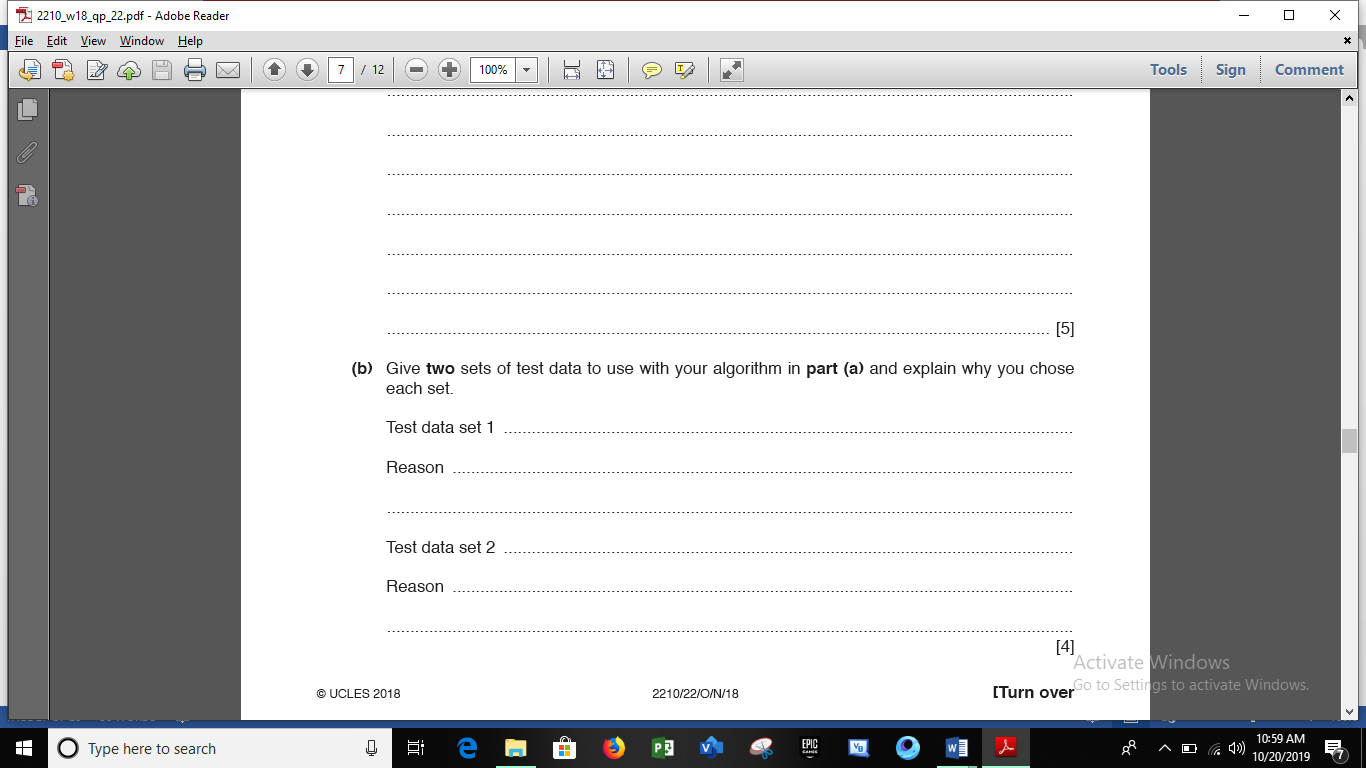 2210_w18_qp_22.pdf - Adobe Reader
File Edit View Window Help
7 / 12 100% Tools Sign Comment
[5]
(b) Give two sets of test data to use with your algorithm in part (a) and explain why you chose
each set.
Test data set 1
Reason
Test data set 2
Reason
[4]
Activate Windows
Go to Settings to activate Windows.
© UCLES 2018 2210/22/O/N/18 [Turn over
Type here to search
EPIC GAMES
10:59 AM
10/20/2019
7